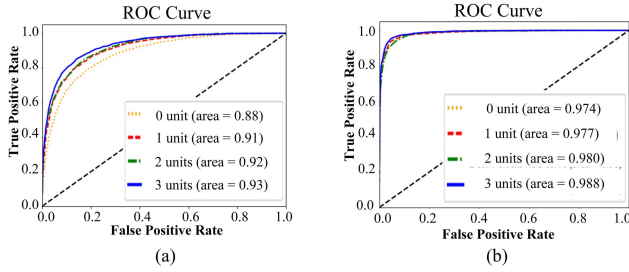 ROC Curve
True Positive Rate
1.0
0.8
0.6
0.4
0.2
0.0
0 unit (area = 0.88)
1 unit (area = 0.91)
2 units (area = 0.92)
3 units (area = 0.93)
0.0 0.2 0.4 0.6 0.8 1.0
False Positive Rate
(a)
ROC Curve
True Positive Rate
1.0
0.8
0.6
0.4
0.2
0.0
0 unit (area = 0.974)
1 unit (area = 0.977)
2 units (area = 0.980)
3 units (area = 0.988)
0.0 0.2 0.4 0.6 0.8 1.0
False Positive Rate
(b)